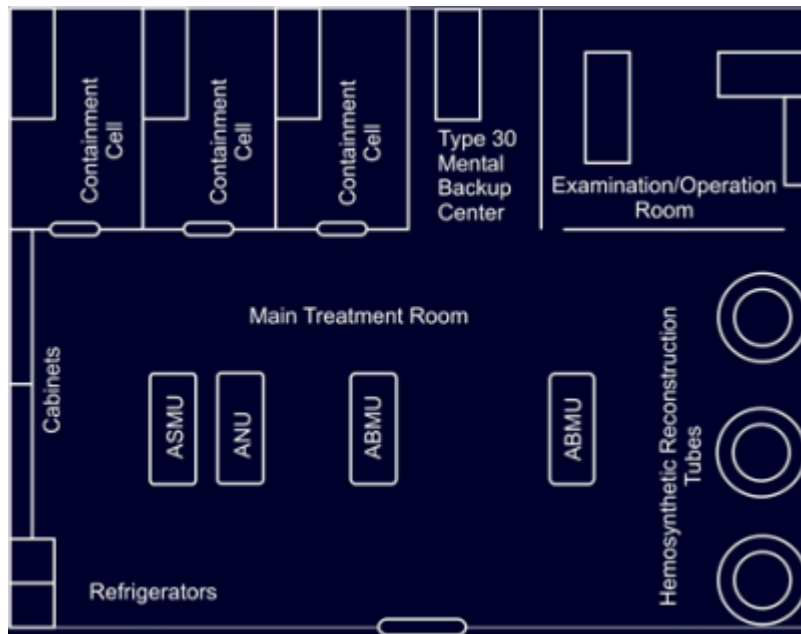 Containment
Cell
Containment
Cell
Containment
Cell
Type 30
Mental
Backup
Center
Examination/Operation
Room
Main Treatment Room
Cabinets
ASMU
ANU
ABMU
ABMU
Hemosynthetic Reconstruction
Tubes
Refrigerators